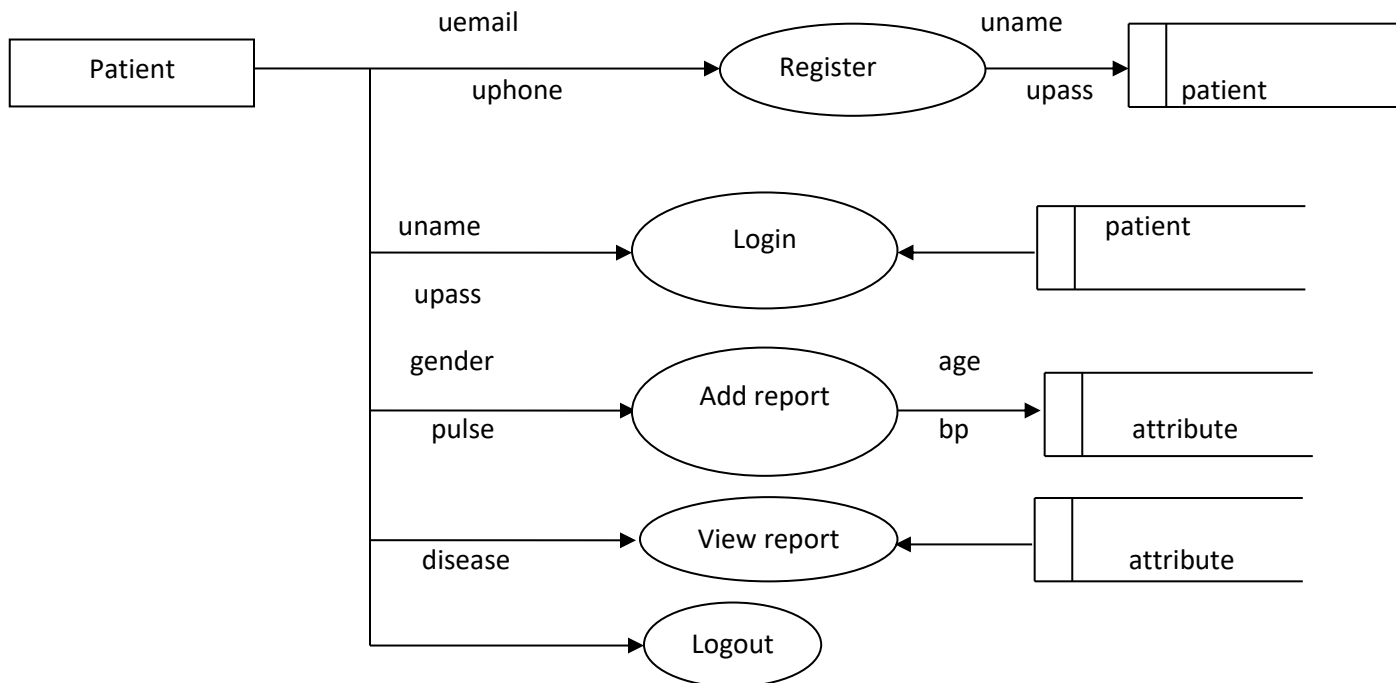 uemail
uname
Patient
Register
uphone
upass
patient
uname
Login
patient
upass
gender
age
Add report
pulse
bp
attribute
View report
disease
attribute
Logout